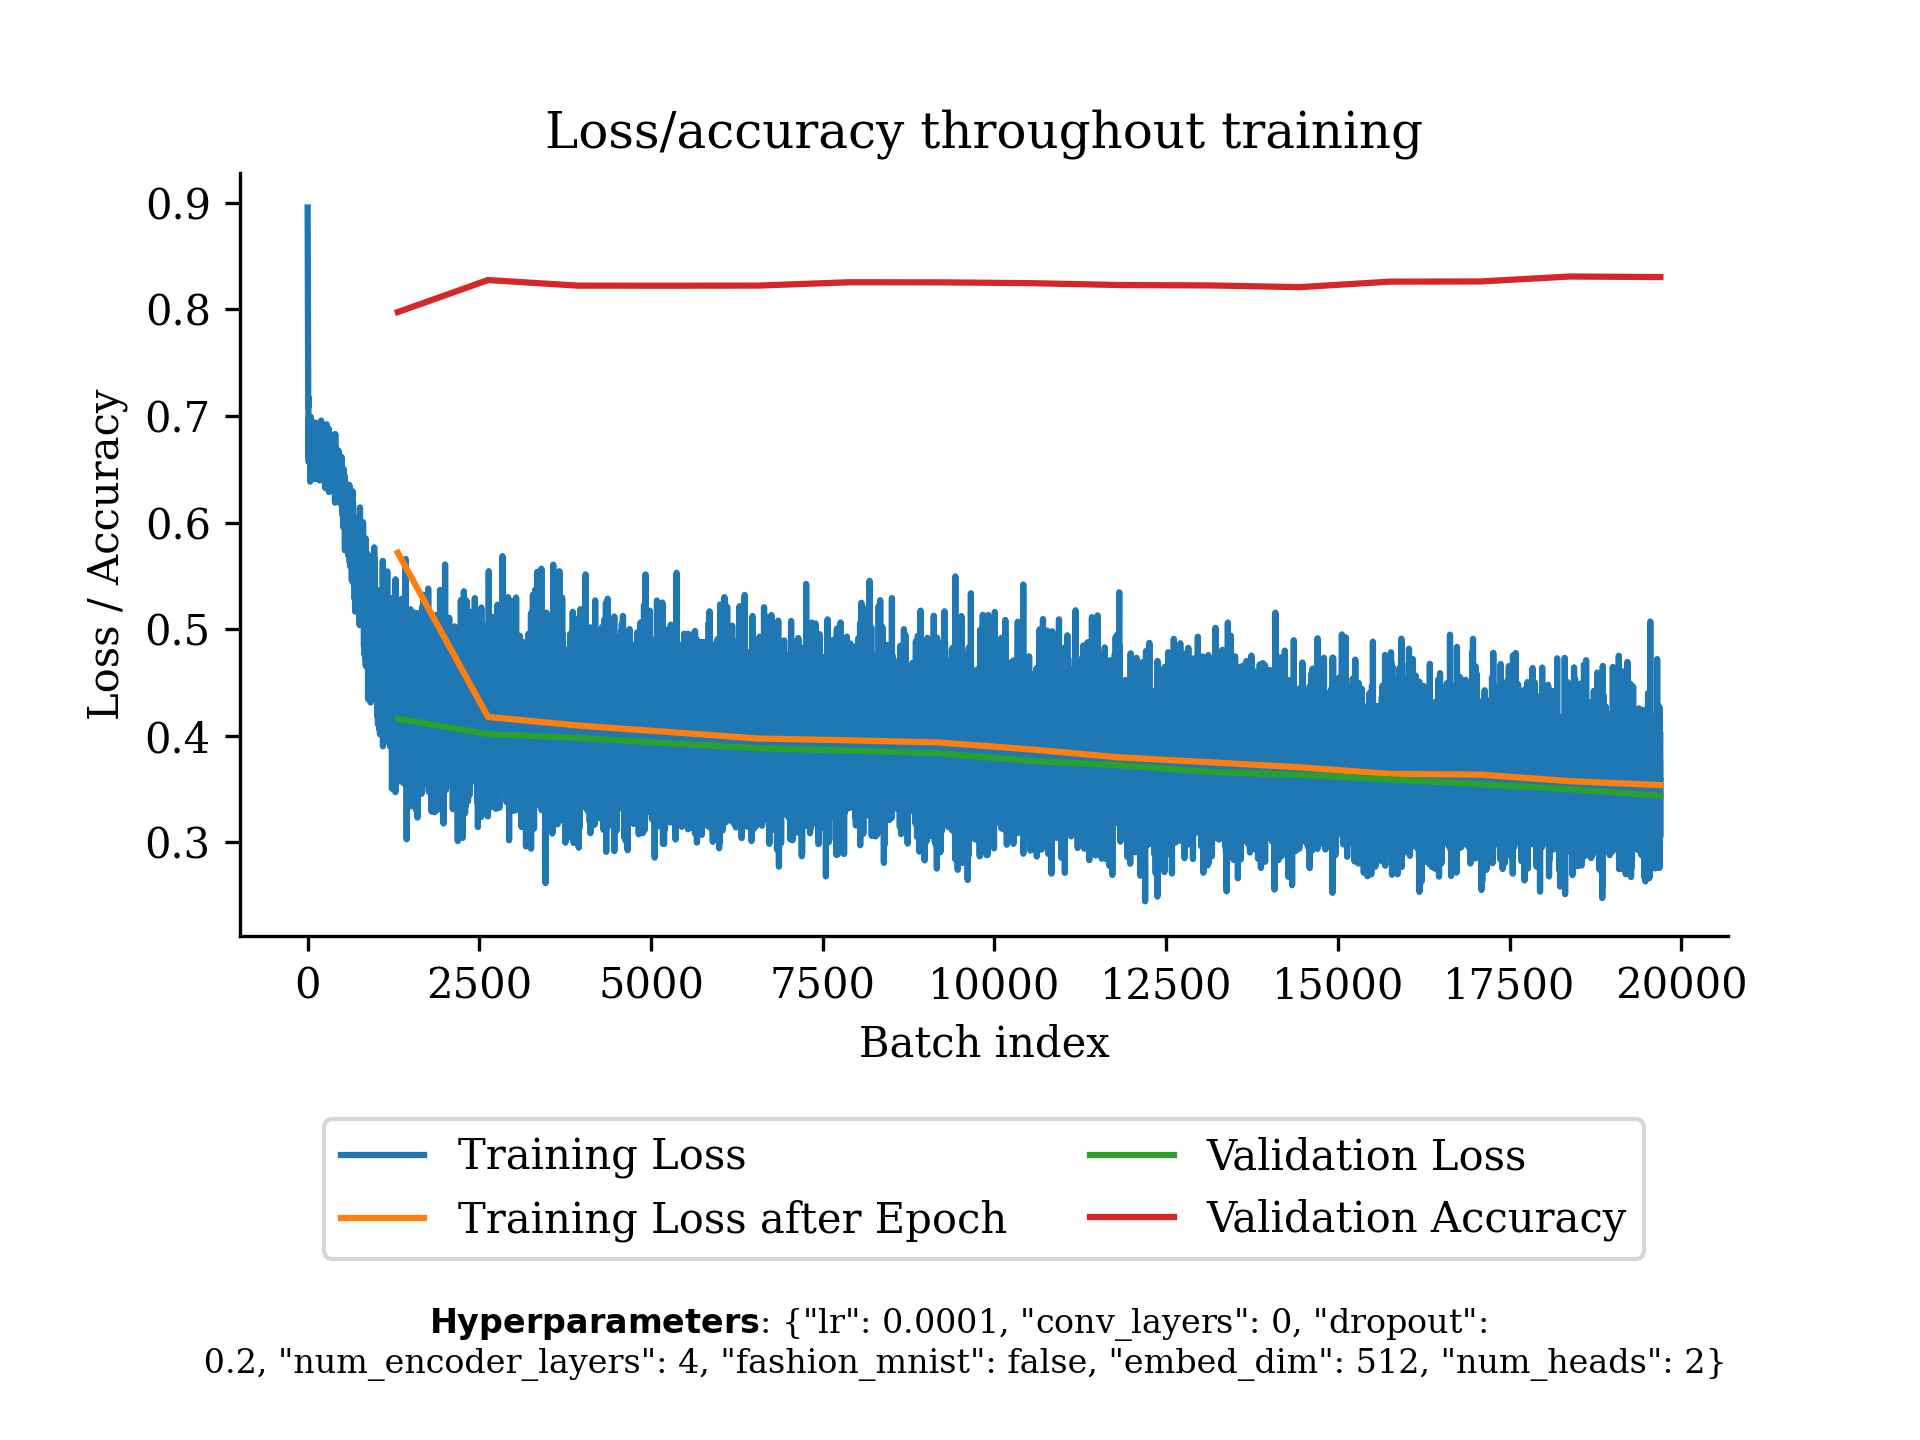 Loss/accuracy throughout training
Loss / Accuracy
0.9
0.8
0.7
0.6
0.5
0.4
0.3
0 2500 5000 7500 10000 12500 15000 17500 20000
Batch index
Training Loss Validation Loss
Training Loss after Epoch Validation Accuracy
Hyperparameters: {"lr": 0.0001, "conv_layers": 0, "dropout":
0.2, "num_encoder_layers": 4, "fashion_mnist": false, "embed_dim": 512, "num_heads": 2}